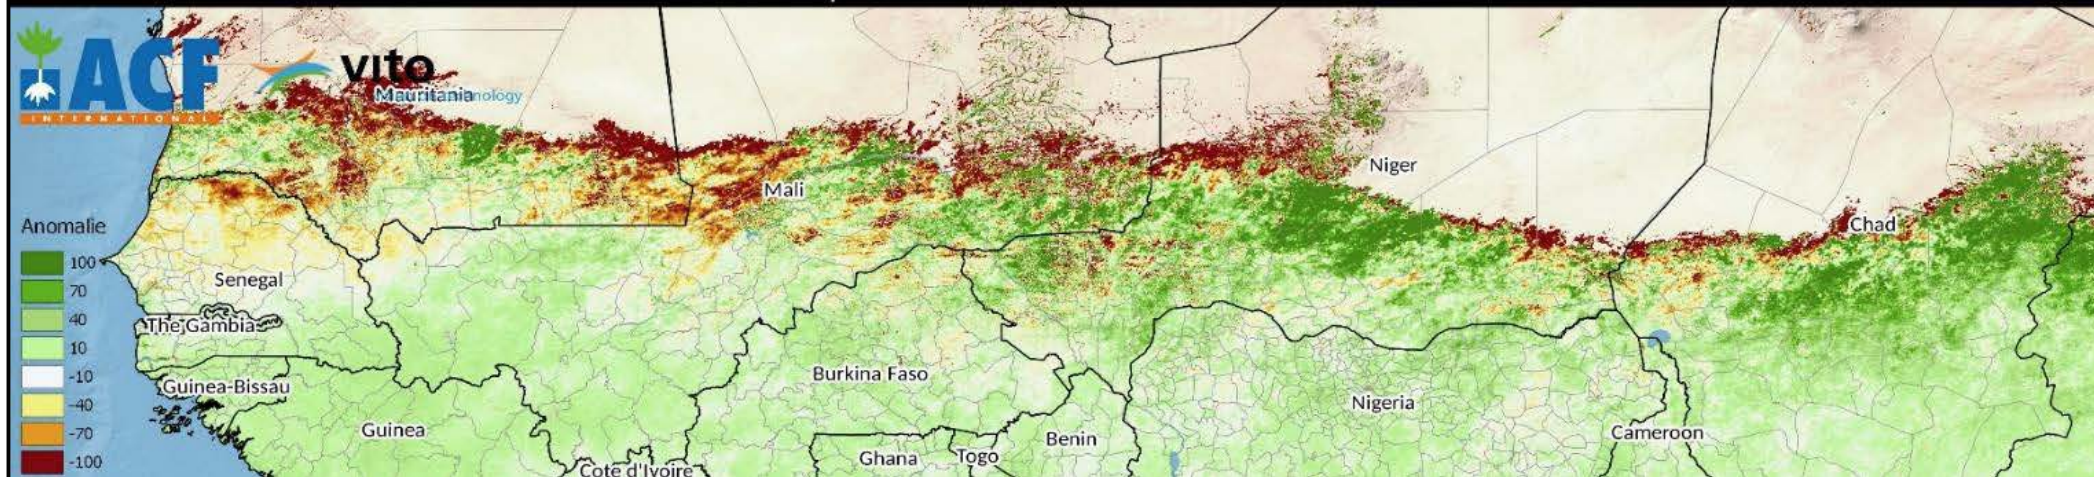 ACF
INTERNATIONAL
vito
Mauritania
nology
Niger
Mali
Chad
Anomalie
100
70
40
10
-10
-40
-70
-100
Senegal
The Gambia
Guinea-Bissau
Guinea
Burkina Faso
Nigeria
Benin
Cameroon
Ghana
Togo
Cote d'Ivoire